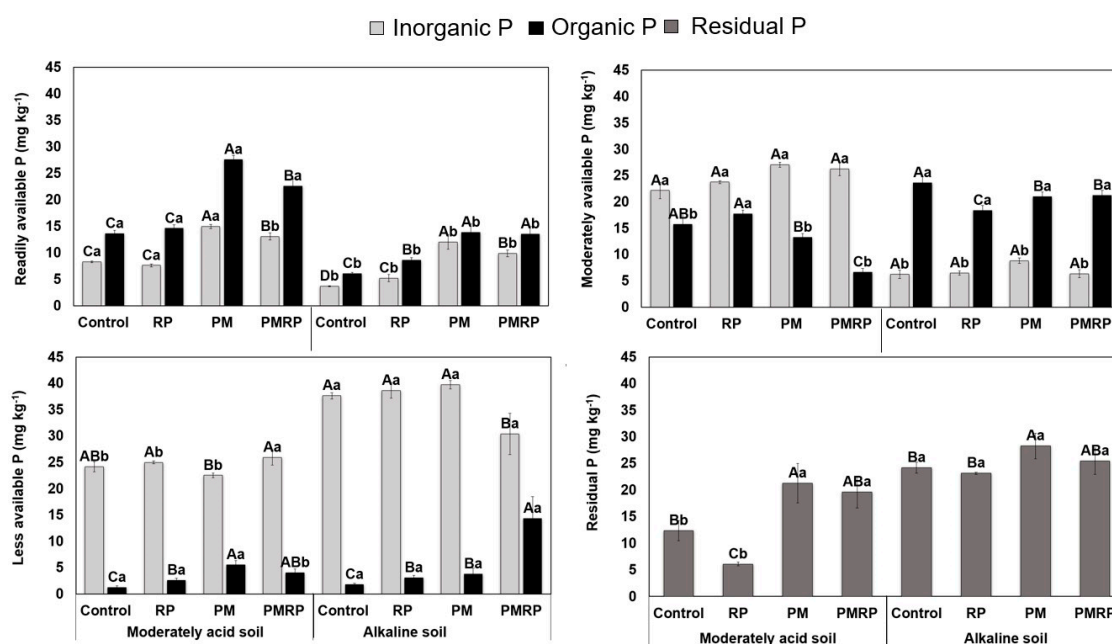 Inorganic P Organic P Residual P
Readily available P (mg kg-1)
45
40
35
30
25
20
15
10
5
0
Ca Ca Ca Ca Aa Aa Bb Ba Db Cb Cb Bb Ab Ab Bb Ab
Control RP PM PMRP Control RP PM PMRP
Moderately available P (mg kg-1)
45
40
35
30
25
20
15
10
5
0
Aa ABb Aa Aa Aa Bb Aa Cb Ab Aa Ab Ca Ab Ba Ab Ba
Control RP PM PMRP Control RP PM PMRP
Less available P (mg kg-1)
45
40
35
30
25
20
15
10
5
0
ABb Ca Ab Ba Bb Aa Aa ABb Aa Ca Aa Ba Aa Ba Ba Aa
Control RP PM PMRP Control RP PM PMRP
Moderately acid soil Alkaline soil
Residual P (mg kg-1)
45
40
35
30
25
20
15
10
5
0
Bb Cb Aa ABa Ba Ba Aa ABa
Control RP PM PMRP Control RP PM PMRP
Moderately acid soil Alkaline soil